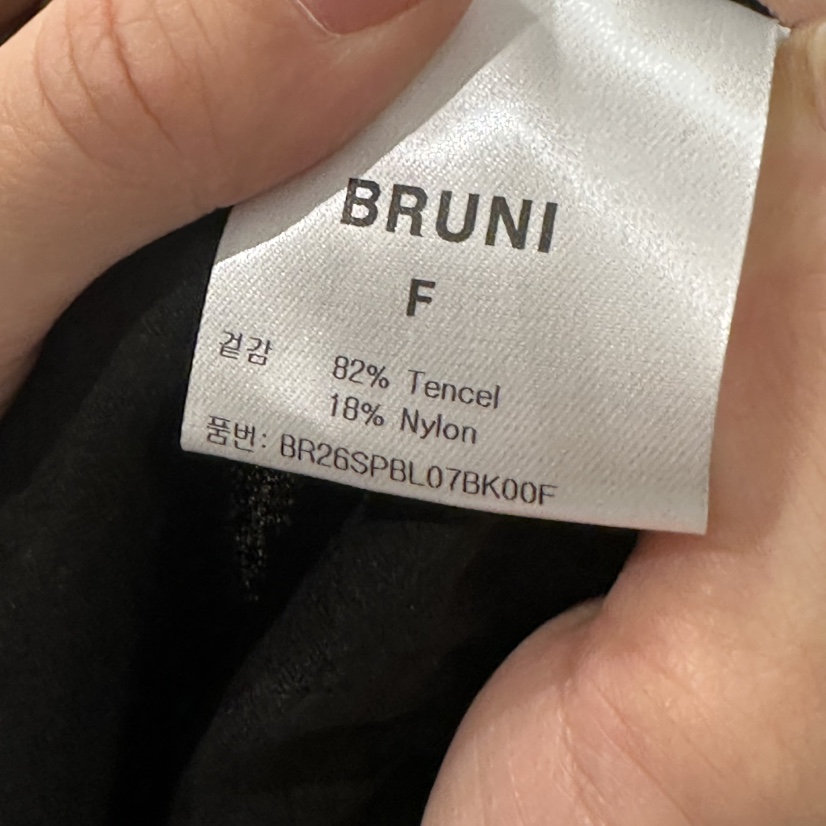 BRUNI
F
겉감 82% Tencel
18% Nylon
품번: BR26SPBL07BK00F